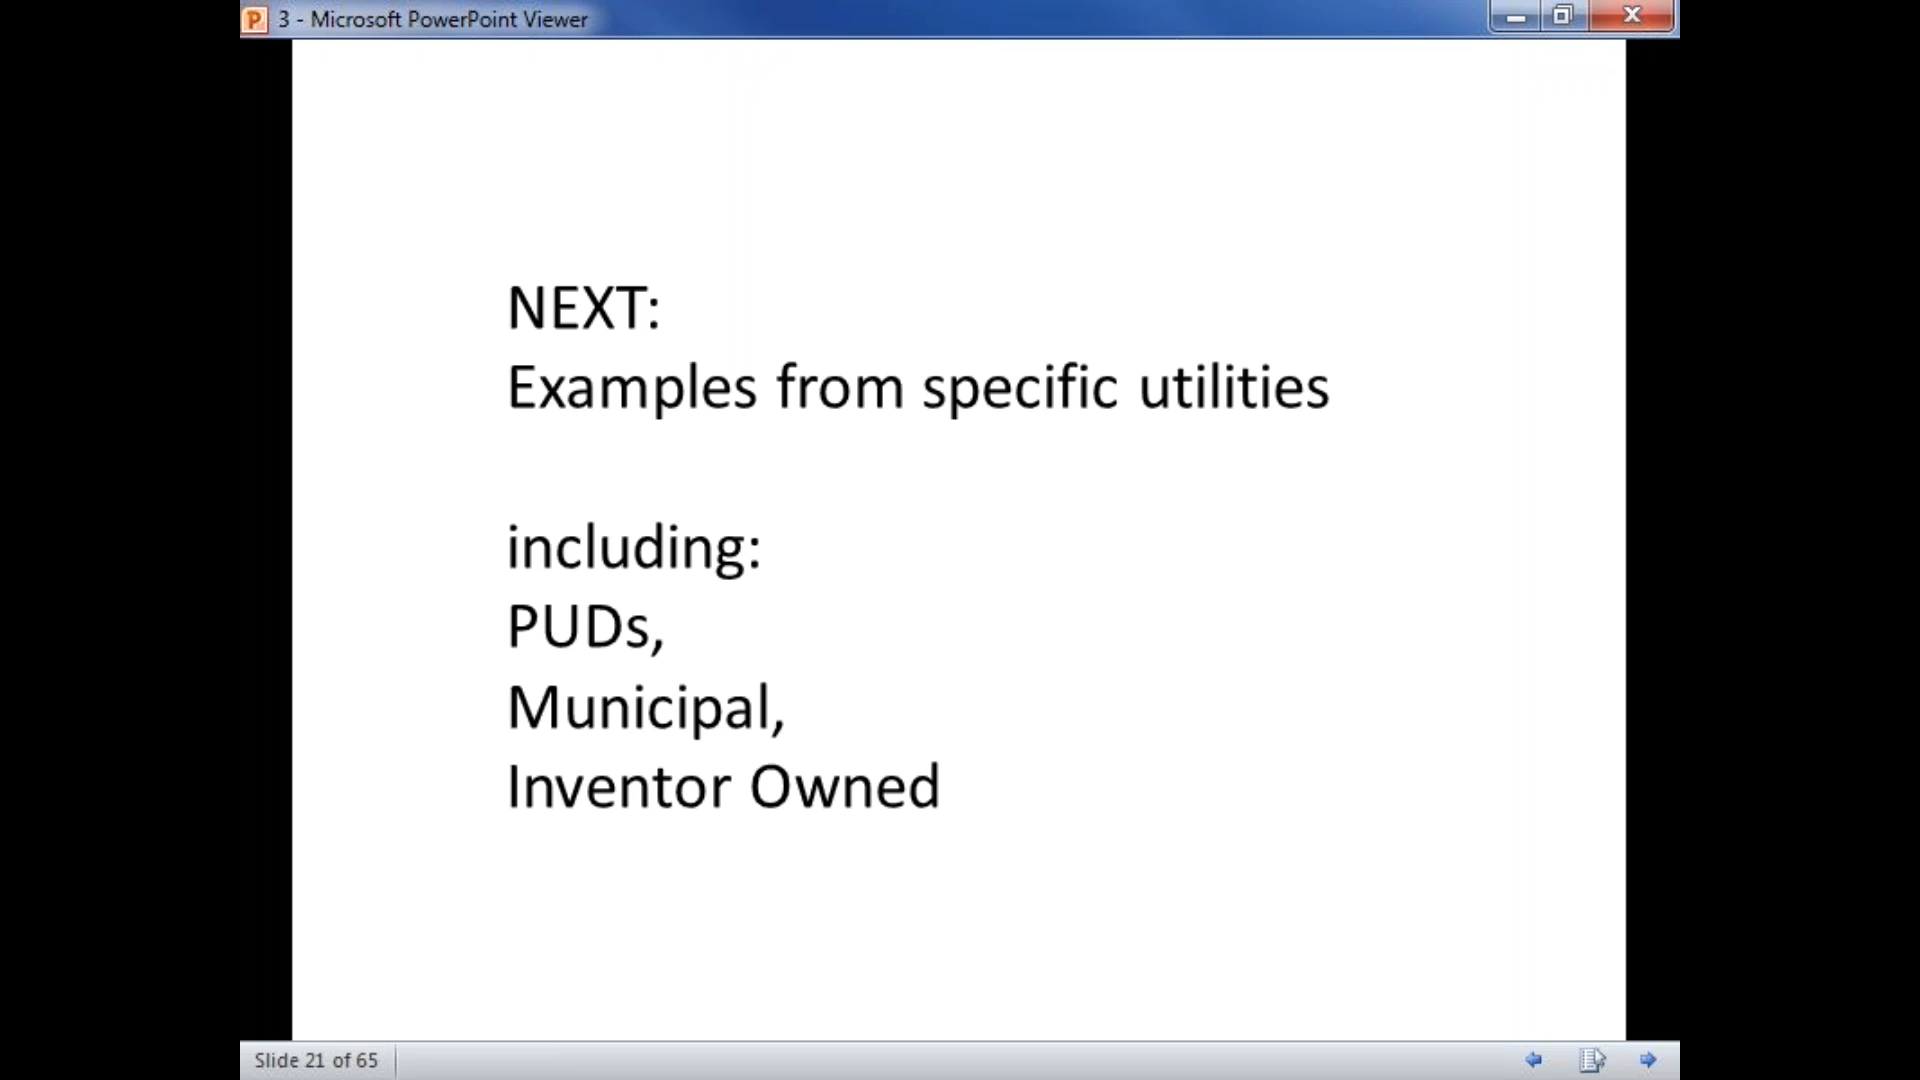 3 - Microsoft PowerPoint Viewer
NEXT:
Examples from specific utilities
including:
PUDs,
Municipal,
Inventor Owned
Slide 21 of 65